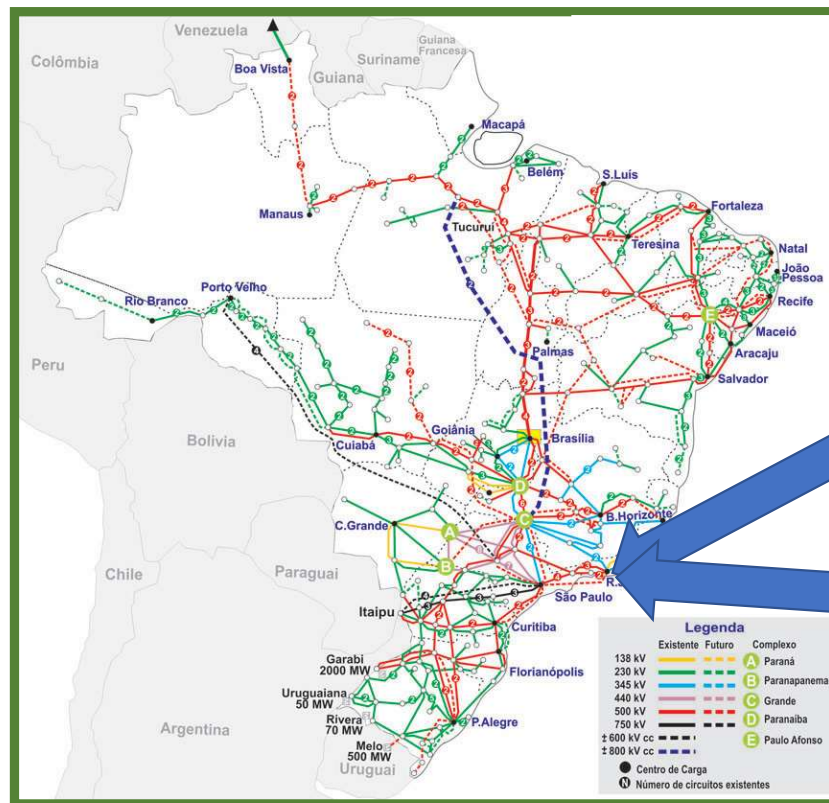 Venezuela
Guiana
Francesa
Colômbia
Suriname
Boa Vista
Guiana
Macapá
Belém
S.Luís
Manaus
Fortaleza
Tucuruí
Teresina
Natal
João
Pessoa
Porto Velho
Rio Branco
Recife
E
Maceió
Palmas
Aracaju
Peru
Salvador
Bolivia
Goiânia
Brasília
Cuiabá
D
C
B.Horizonte
C.Grande
A
B
Chile
Paraguai
R.
São Paulo
Itaipu
Curitiba
Garabi
2000 MW
Florianópolis
Uruguaiana
50 MW
Rivera
70 MW
P.Alegre
Argentina
Melo
500 MW
Uruguai
Legenda
Existente Futuro Complexo
138 kV A Paraná
230 kV B Paranapanema
345 kV
440 kV C Grande
500 kV D Paranaíba
750 kV
±600 kV cc E Paulo Afonso
±800 kV cc
Centro de Carga
N Número de circuitos existentes